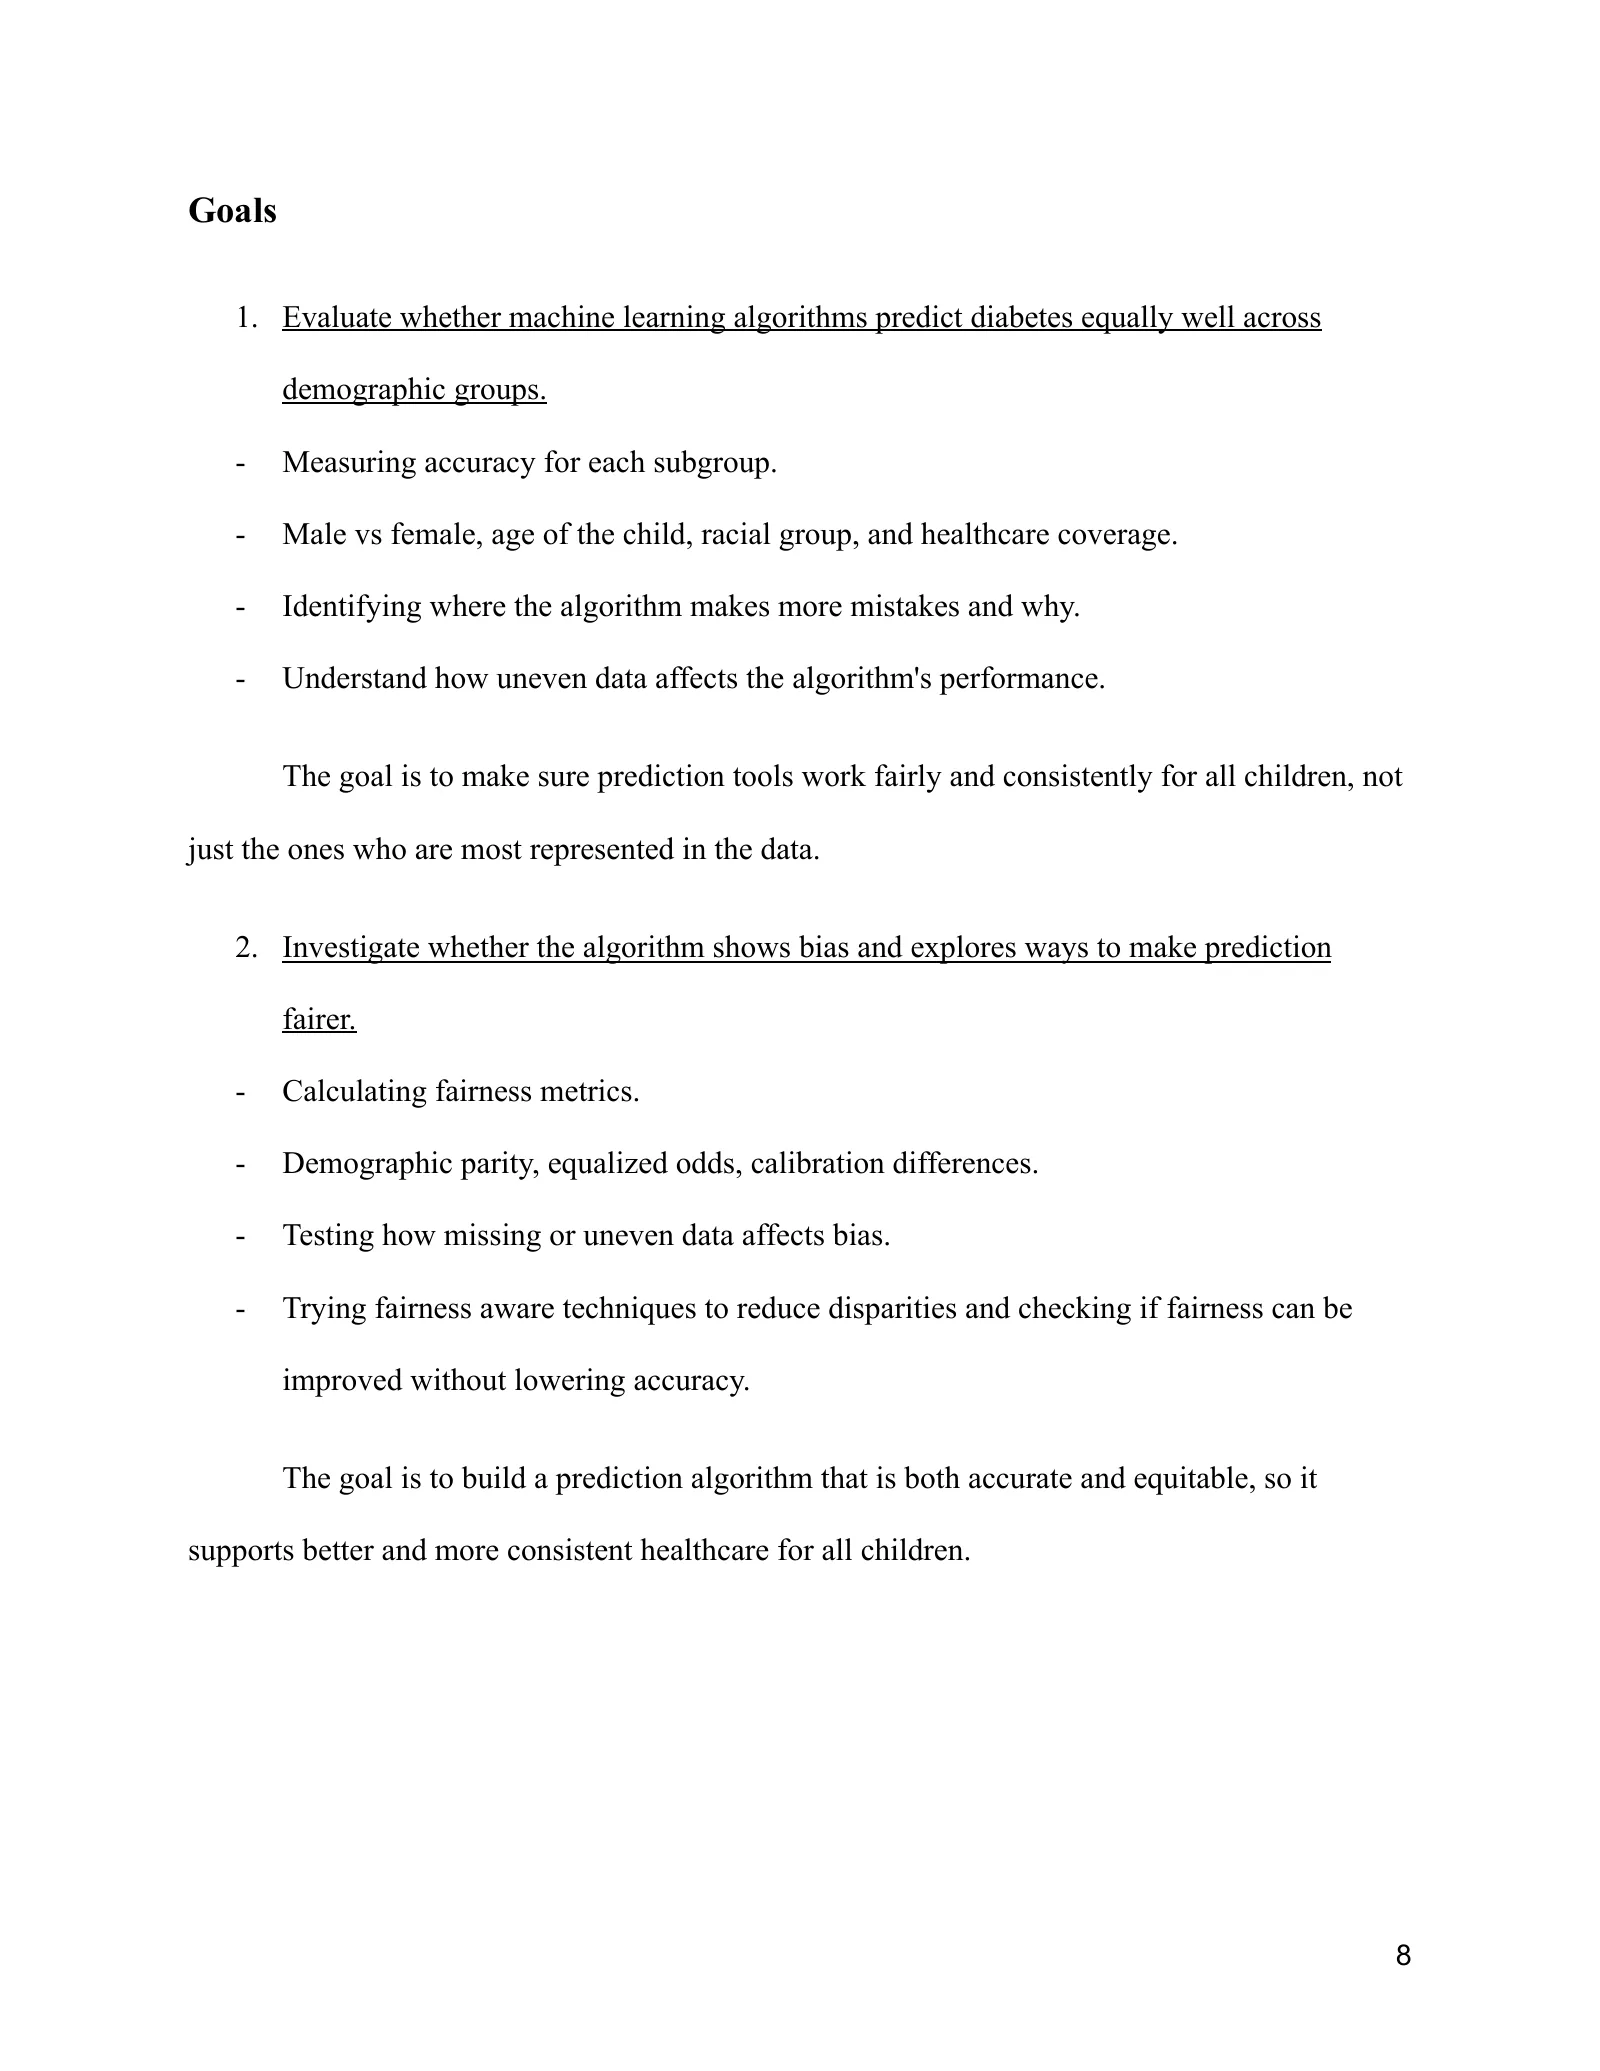 Goals
1. Evaluate whether machine learning algorithms predict diabetes equally well across
demographic groups.
- Measuring accuracy for each subgroup.
- Male vs female, age of the child, racial group, and healthcare coverage.
- Identifying where the algorithm makes more mistakes and why.
- Understand how uneven data affects the algorithm's performance.
The goal is to make sure prediction tools work fairly and consistently for all children, not
just the ones who are most represented in the data.
2. Investigate whether the algorithm shows bias and explores ways to make prediction
fairer.
- Calculating fairness metrics.
- Demographic parity, equalized odds, calibration differences.
- Testing how missing or uneven data affects bias.
- Trying fairness aware techniques to reduce disparities and checking if fairness can be
improved without lowering accuracy.
The goal is to build a prediction algorithm that is both accurate and equitable, so it
supports better and more consistent healthcare for all children.
8